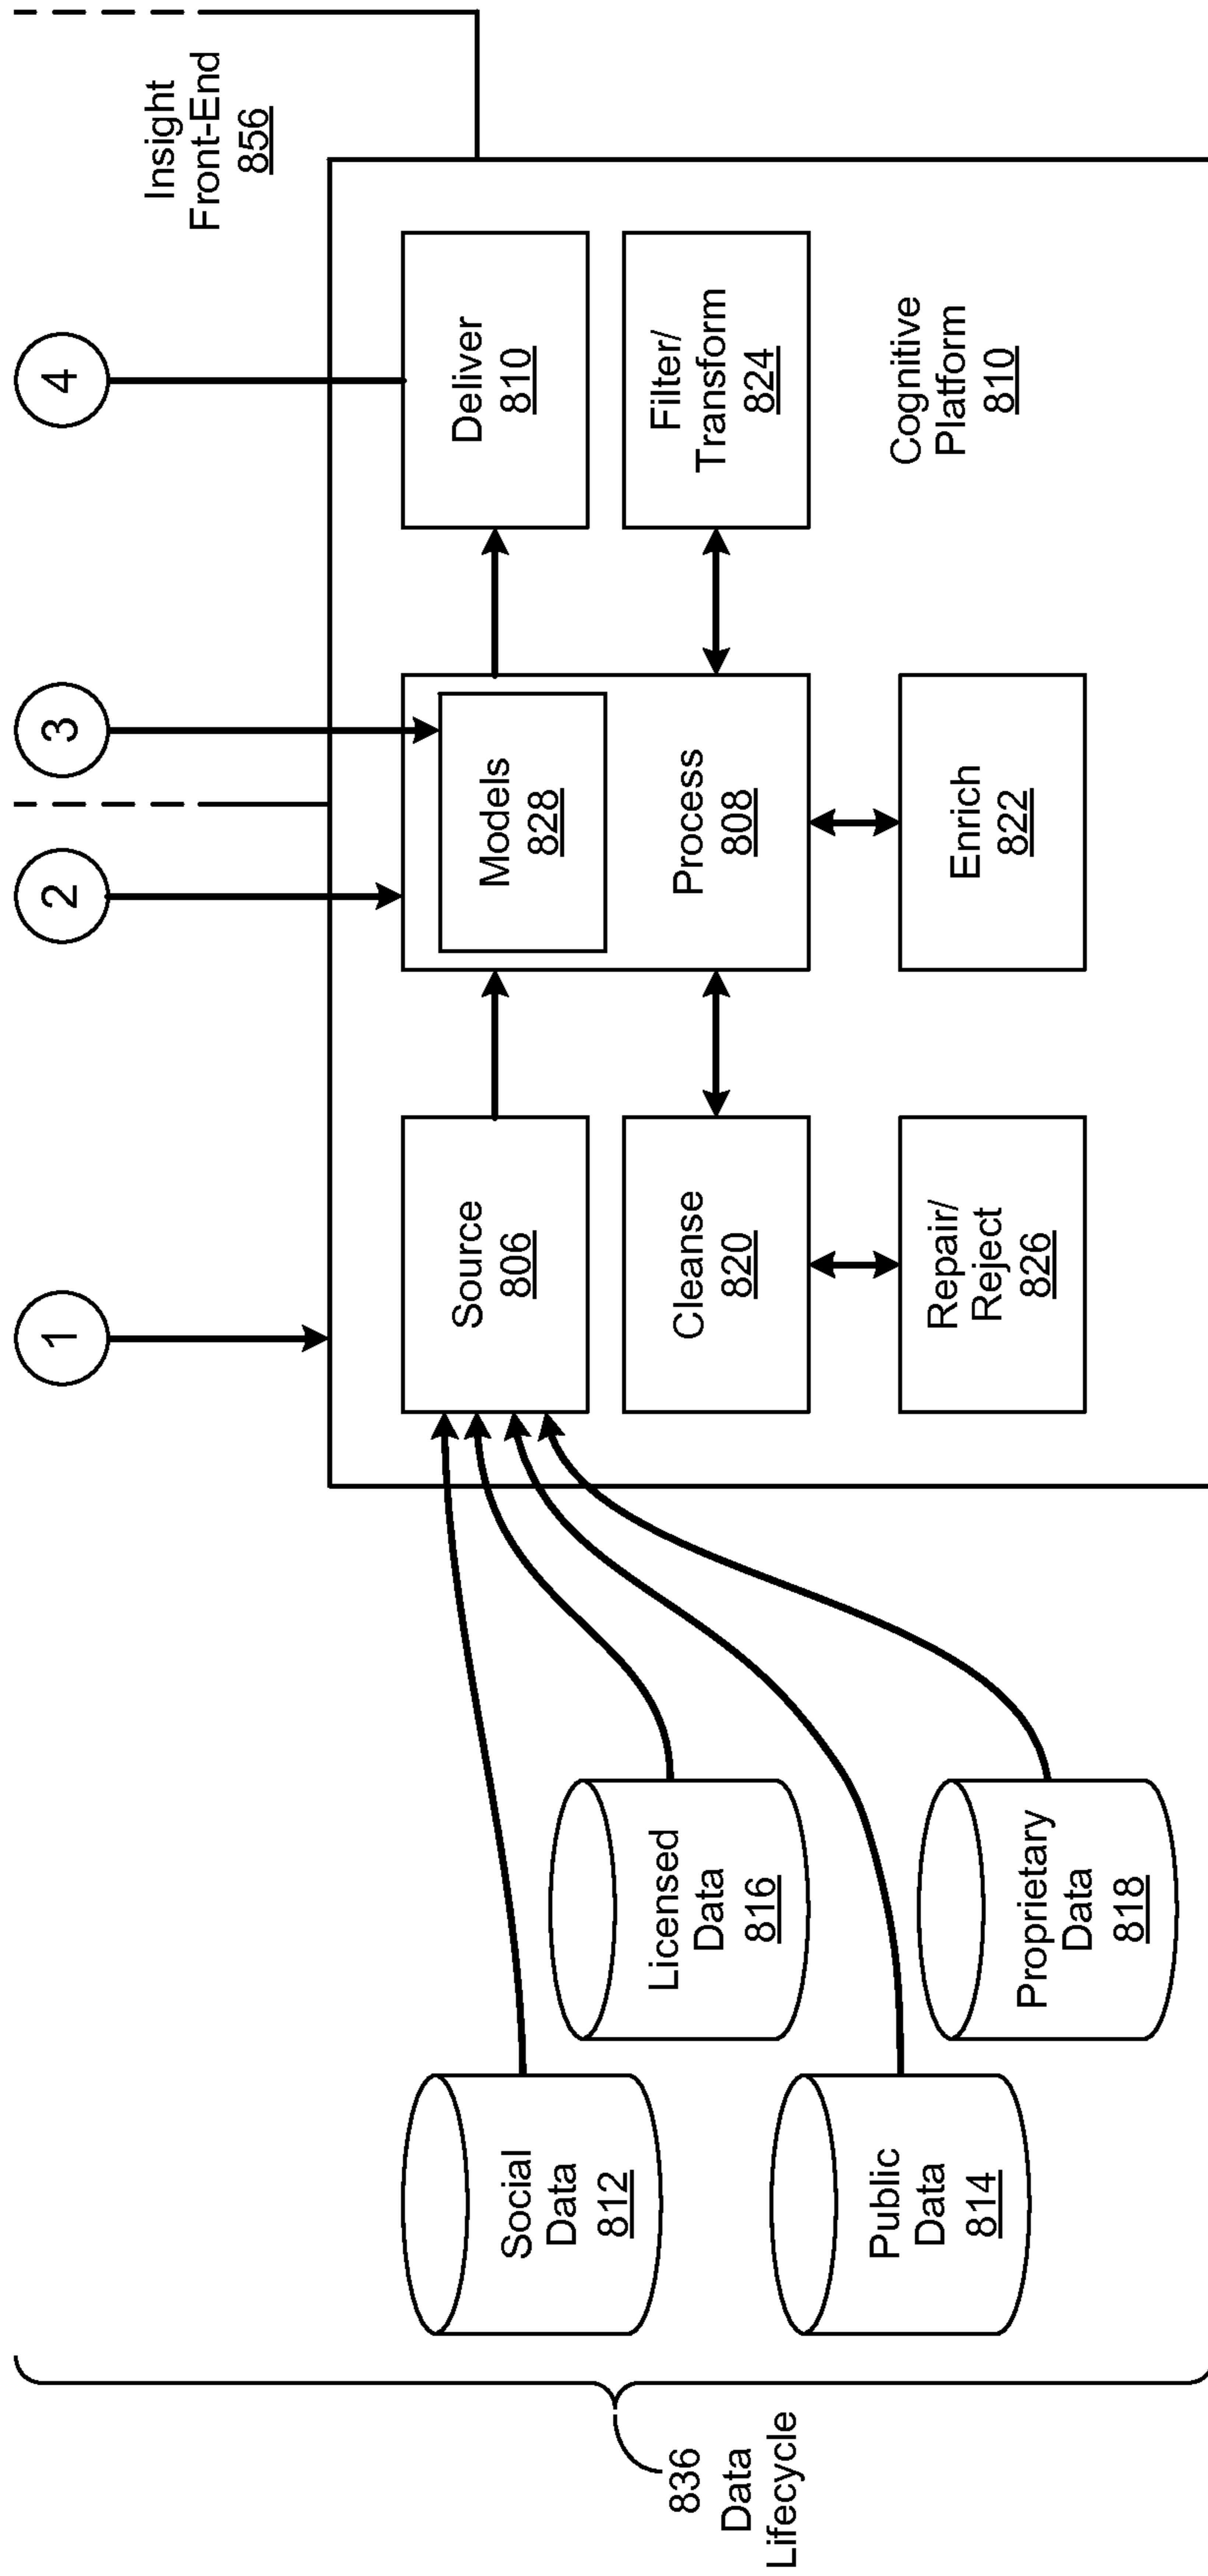 1
2
3
4
Insight
Front-End
856
Source
806
Models
828
Process
808
Deliver
810
Cleanse
820
Filter/
Transform
824
Repair/
Reject
826
Enrich
822
Cognitive
Platform
810
Social
Data
812
Licensed
Data
816
Public
Data
814
Proprietary
Data
818
836
Data
Lifecycle